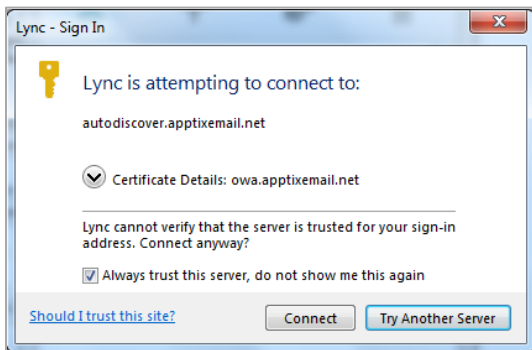 Lync - Sign In
Lync is attempting to connect to:
autodiscover.apptixemail.net
Certificate Details: owa.apptixemail.net
Lync cannot verify that the server is trusted for your sign-in
address. Connect anyway?
Always trust this server, do not show me this again
Should I trust this site?
Connect
Try Another Server